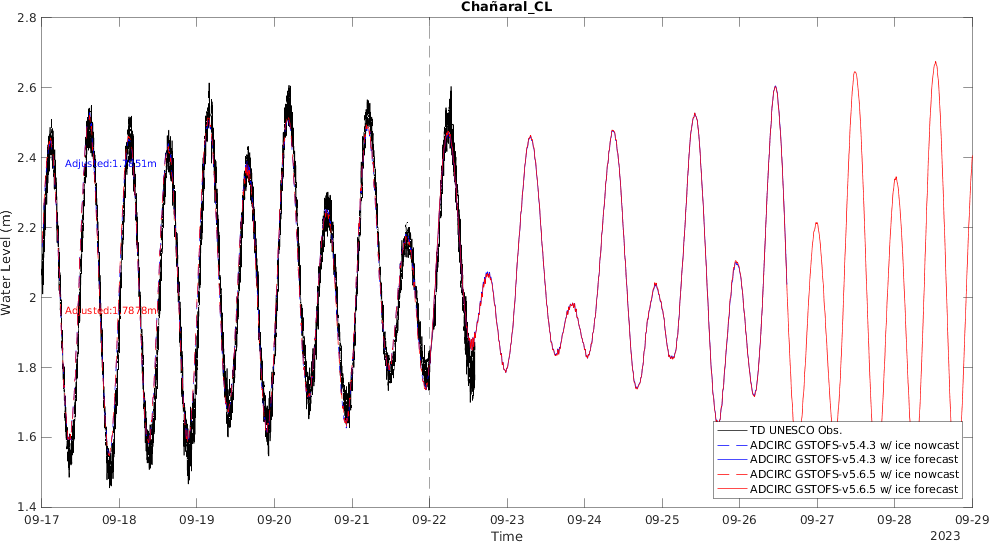 Chañaral_CL
2.8
2.6
2.4
2.2
2
1.8
1.6
1.4
Water Level (m)
Adjusted:1.7851m
Adjusted:1.7878m
TD UNESCO Obs.
ADCIRC GSTOFS-v5.4.3 w/ ice nowcast
ADCIRC GSTOFS-v5.4.3 w/ ice forecast
ADCIRC GSTOFS-v5.6.5 w/ ice nowcast
ADCIRC GSTOFS-v5.6.5 w/ ice forecast
09-17 09-18 09-19 09-20 09-21 09-22 09-23 09-24 09-25 09-26 09-27 09-28 09-29
Time
2023